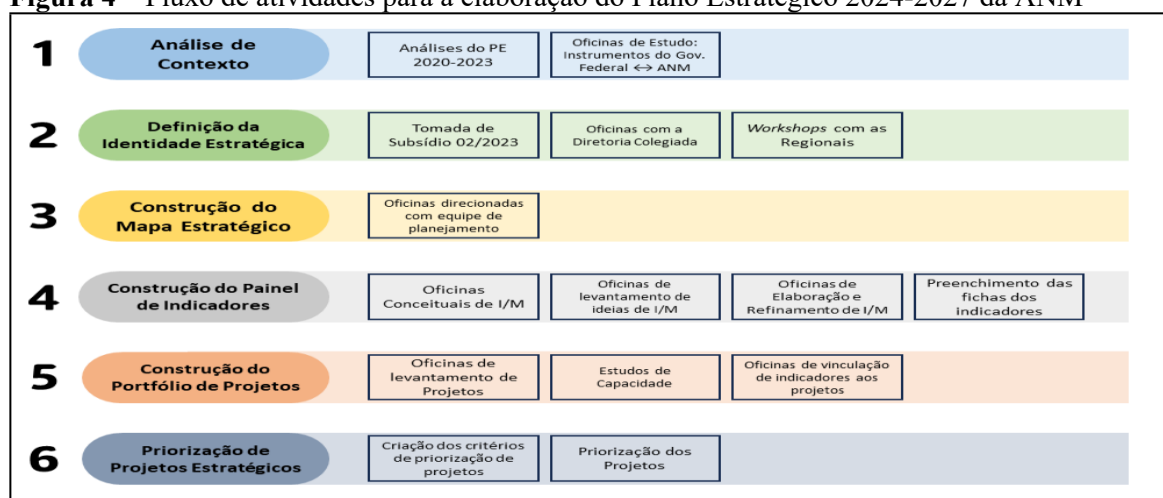 Figura 4 – Fluxo de atividades para a elaboração do Plano Estratégico 2024-2027 da ANM
1
Análise de
Contexto
Análises do PE
2020-2023
Oficinas de Estudo:
Instrumentos do Gov.
Federal ↔ ANM
2
Definição da
Identidade Estratégica
Tomada de
Subsídio 02/2023
Oficinas com a
Diretoria Colegiada
Workshops com as
Regionais
3
Construção do
Mapa Estratégico
Oficinas direcionadas
com equipe de
planejamento
4
Construção do Painel
de Indicadores
Oficinas
Conceituais de I/M
Oficinas de
levantamento de
ideias de I/M
Oficinas de
Elaboração e
Refinamento de I/M
Preenchimento das
fichas dos
indicadores
5
Construção do
Portfólio de Projetos
Oficinas de
levantamento de
Projetos
Estudos de
Capacidade
Oficinas de vinculação
de indicadores aos
projetos
6
Priorização de
Projetos Estratégicos
Criação dos critérios
de priorização de
projetos
Priorização dos
Projetos